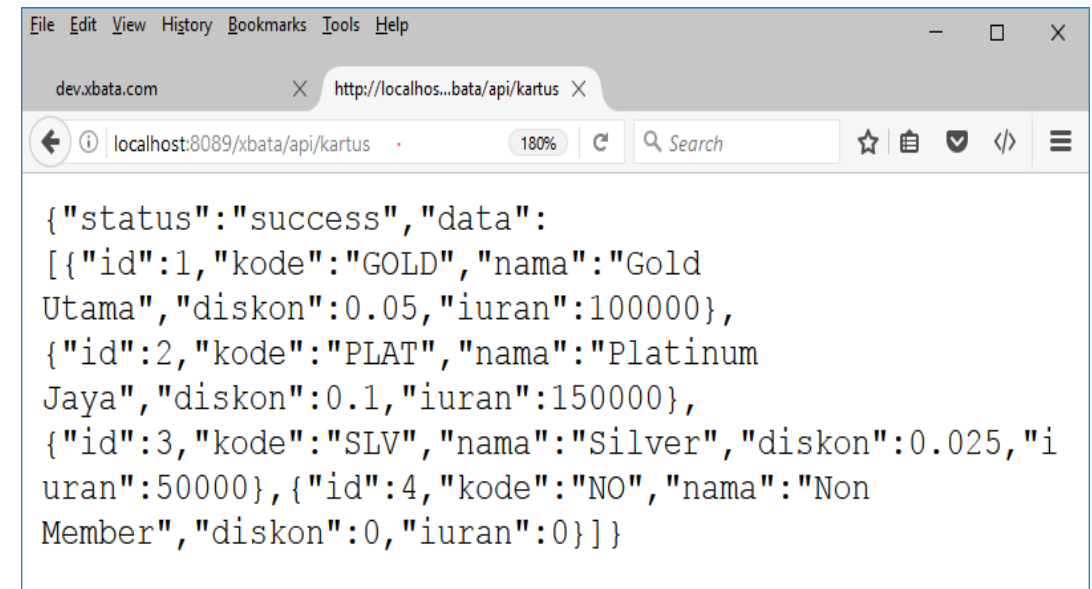 File Edit View History Bookmarks Tools Help
dev.xbata.com http://localhos...bata/api/kartus
localhost:8089/xbata/api/kartus 180% Search
{"status":"success","data":
[{"id":1,"kode":"GOLD","nama":"Gold
Utama","diskon":0.05,"iuran":100000},
{"id":2,"kode":"PLAT","nama":"Platinum
Jaya","diskon":0.1,"iuran":150000},
{"id":3,"kode":"SLV","nama":"Silver","diskon":0.025,"i
uran":50000},{"id":4,"kode":"NO","nama":"Non
Member","diskon":0,"iuran":0}]}